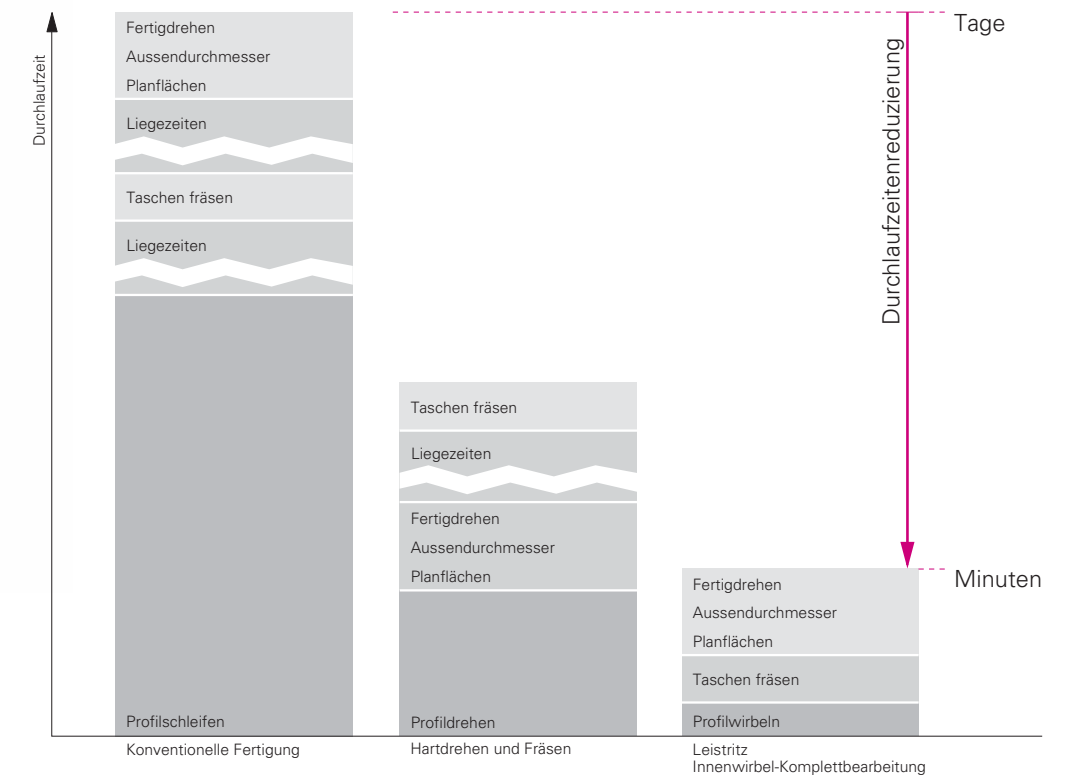 Durchlaufzeit
Fertigdrehen
Aussendurchmesser
Planflächen
Liegezeiten
Taschen fräsen
Liegezeiten
Profilschleifen
Konventionelle Fertigung
Taschen fräsen
Liegezeiten
Fertigdrehen
Aussendurchmesser
Planflächen
Profildrehen
Hartdrehen und Fräsen
Fertigdrehen
Aussendurchmesser
Planflächen
Taschen fräsen
Profilwirbeln
Leistritz
Innenwirbel-Komplettbearbeitung
Durchlaufzeitenreduzierung
Tage
Minuten